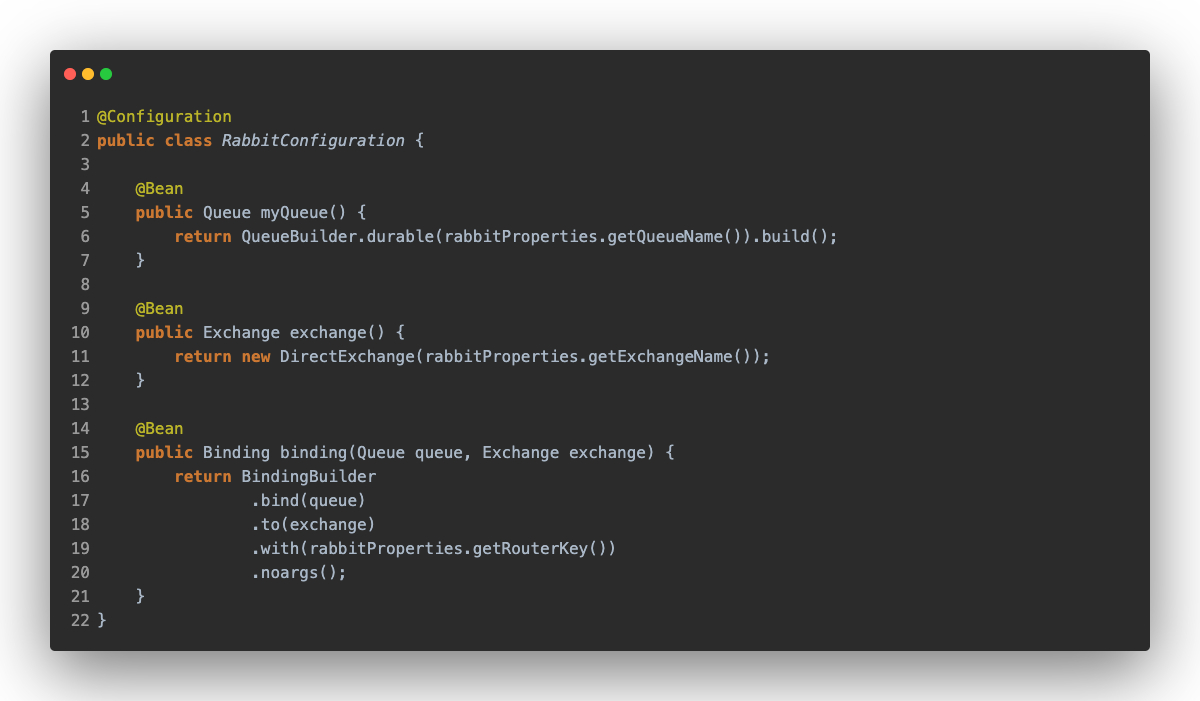 1 @Configuration
2 public class RabbitConfiguration {
3
4     @Bean
5     public Queue myQueue() {
6         return QueueBuilder.durable(rabbitProperties.getQueueName()).build();
7     }
8
9     @Bean
10     public Exchange exchange() {
11         return new DirectExchange(rabbitProperties.getExchangeName());
12     }
13
14     @Bean
15     public Binding binding(Queue queue, Exchange exchange) {
16         return BindingBuilder
17                 .bind(queue)
18                 .to(exchange)
19                 .with(rabbitProperties.getRouterKey())
20                 .noargs();
21     }
22 }